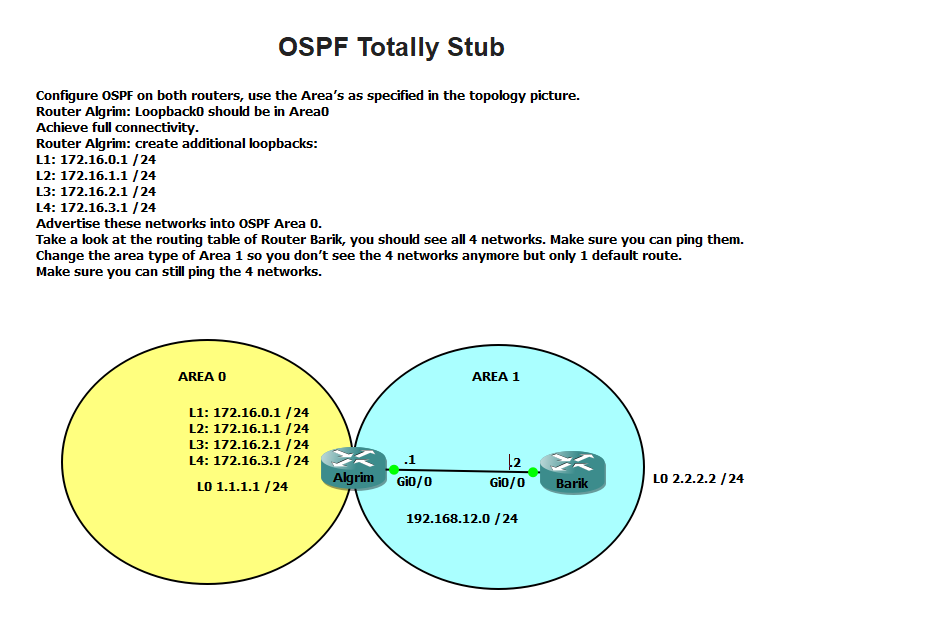 OSPF Totally Stub
Configure OSPF on both routers, use the Area's as specified in the topology picture.
Router Algrim: Loopback0 should be in Area0
Achieve full connectivity.
Router Algrim: create additional loopbacks:
L1: 172.16.0.1 /24
L2: 172.16.1.1 /24
L3: 172.16.2.1 /24
L4: 172.16.3.1 /24
Advertise these networks into OSPF Area 0.
Take a look at the routing table of Router Barik, you should see all 4 networks. Make sure you can ping them.
Change the area type of Area 1 so you don't see the 4 networks anymore but only 1 default route.
Make sure you can still ping the 4 networks.
AREA 0
AREA 1
L1: 172.16.0.1 /24
L2: 172.16.1.1 /24
L3: 172.16.2.1 /24
L4: 172.16.3.1 /24
L0 1.1.1.1 /24
Algrim
.1
Gi0/0
.2
Gi0/0
Barik
L0 2.2.2.2 /24
192.168.12.0 /24